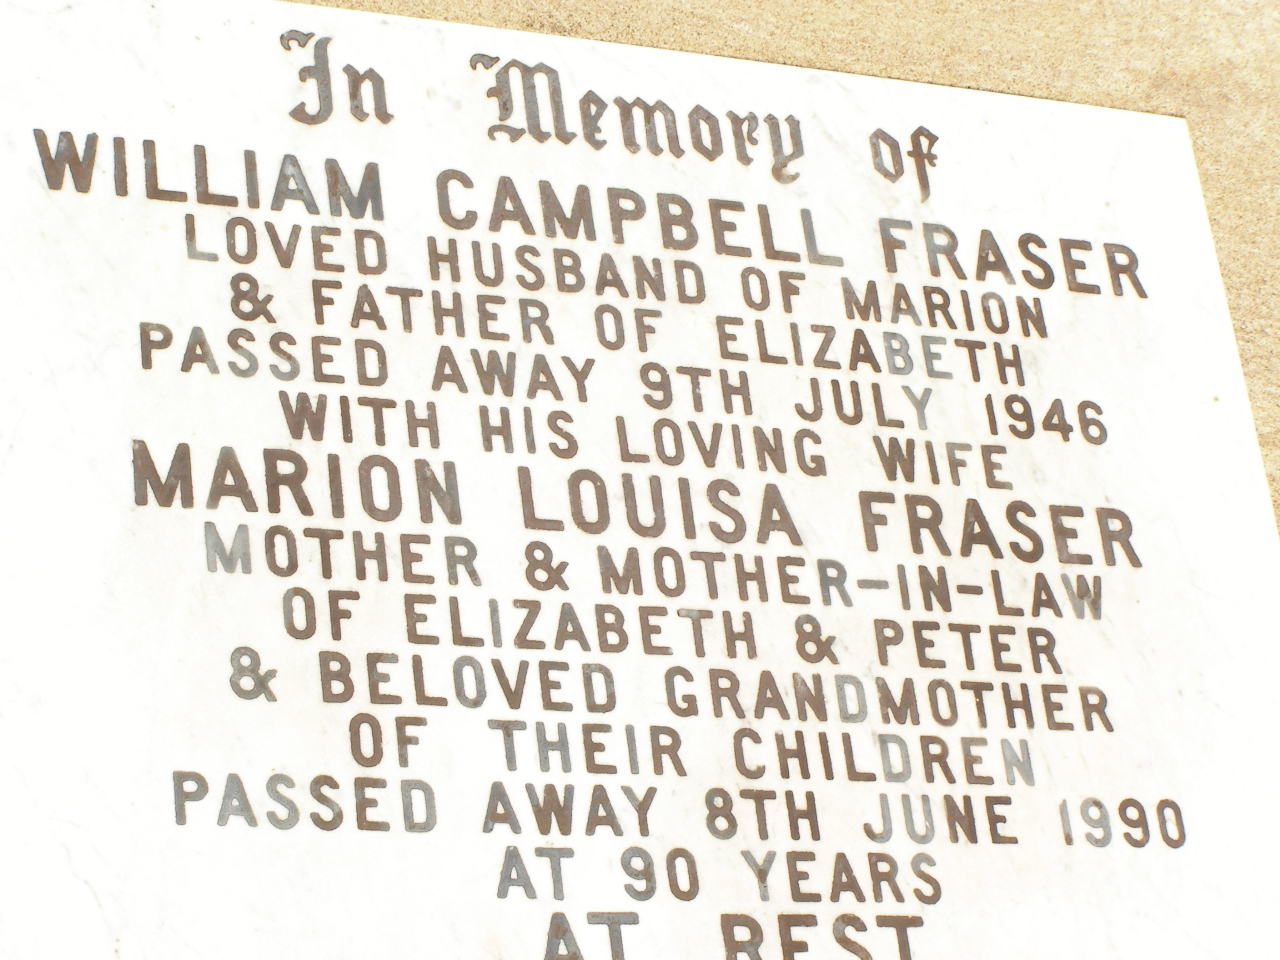 In Memory of
WILLIAM CAMPBELL FRASER
LOVED HUSBAND OF MARION
& FATHER OF ELIZABETH
PASSED AWAY 9TH JULY 1946
WITH HIS LOVING WIFE
MARION LOUISA FRASER
MOTHER & MOTHER-IN-LAW
OF ELIZABETH & PETER
& BELOVED GRANDMOTHER
OF THEIR CHILDREN
PASSED AWAY 8TH JUNE 1990
AT 90 YEARS
AT REST